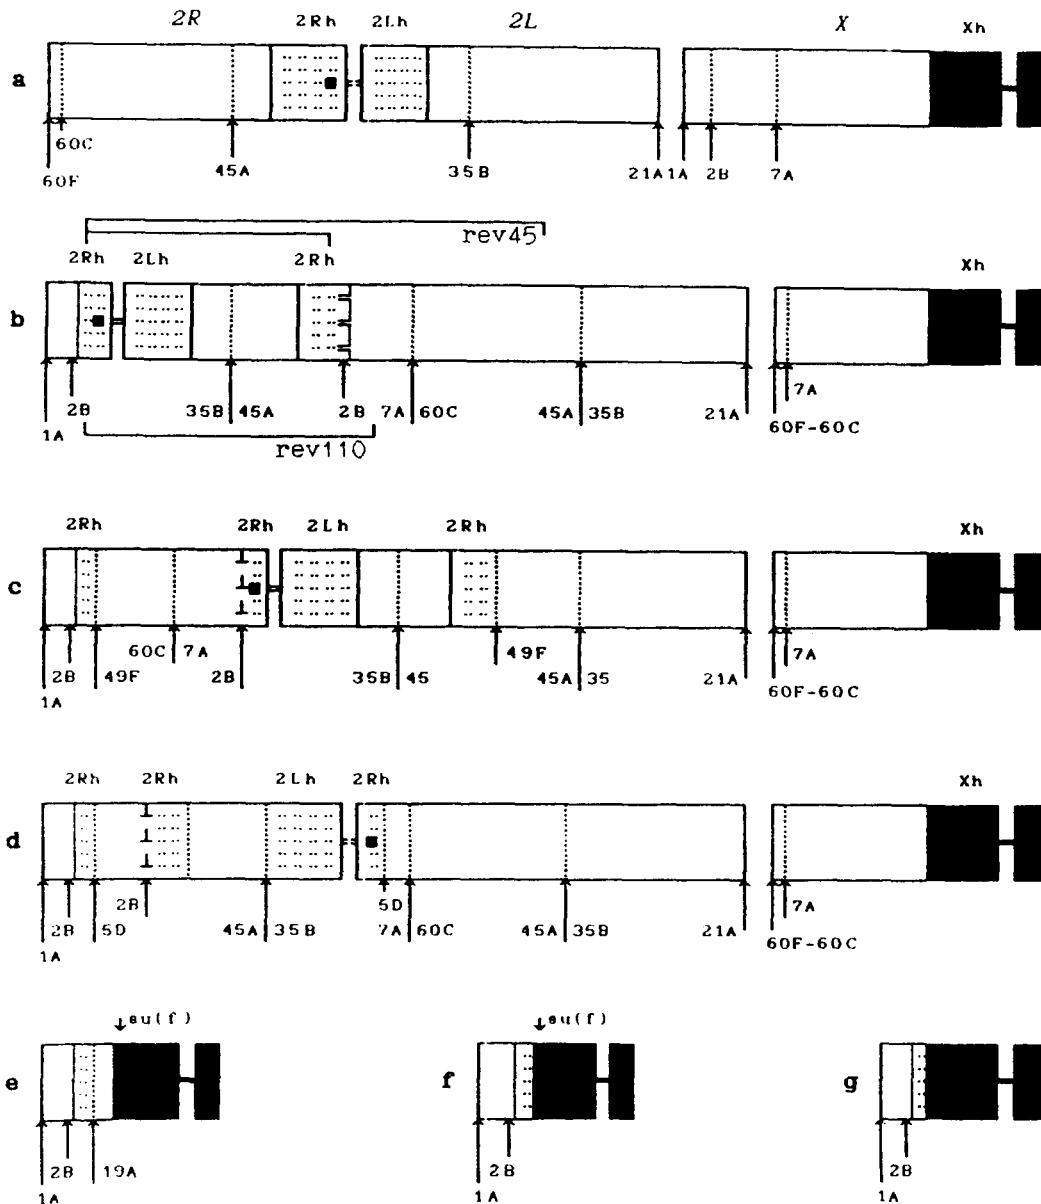 2R 2Rh 2Lh 2L X Xh
a
60C
45A 35B 21A 1A 2B 7A
60F
rev45
2Rh 2Lh 2Rh Xh
b
7A
2B 35B 45A 2B 7A 60C 45A 35B 21A
1A 60F-60C
rev110
2Rh 2Rh 2Lh 2Rh Xh
c
60C 7A 49F 7A
2B 49F 2B 35B 45 45A 35 21A 60F-60C
1A
2Rh 2Rh 2Lh 2Rh Xh
d
2B 5D 7A
2B 5D 45A 35B 7A 60C 45A 35B 21A
1A 60F-60C
su(f) su(f)
e f g
2B 19A 2B 2B
1A 1A 1A